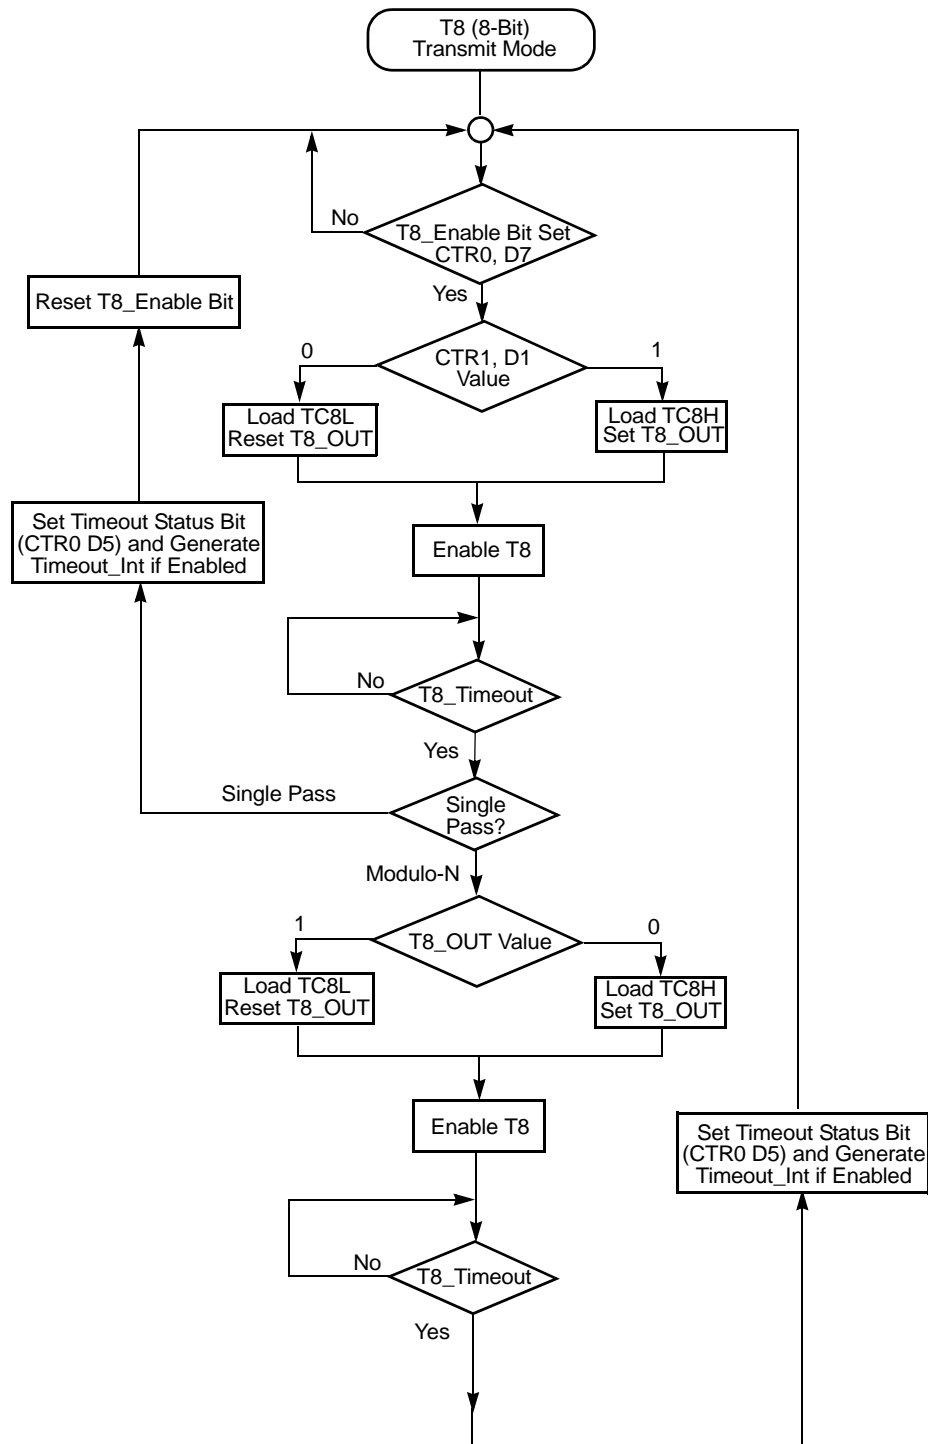 T8 (8-Bit)
Transmit Mode
No
T8_Enable Bit Set
CTR0, D7
Yes
Reset T8_Enable Bit
0
CTR1, D1
Value
1
Load TC8L
Reset T8_OUT
Load TC8H
Set T8_OUT
Set Timeout Status Bit
(CTR0 D5) and Generate
Timeout_Int if Enabled
Enable T8
No
T8_Timeout
Yes
Single Pass
Single
Pass?
Modulo-N
1
T8_OUT Value
0
Load TC8L
Reset T8_OUT
Load TC8H
Set T8_OUT
Enable T8
Set Timeout Status Bit
(CTR0 D5) and Generate
Timeout_Int if Enabled
No
T8_Timeout
Yes